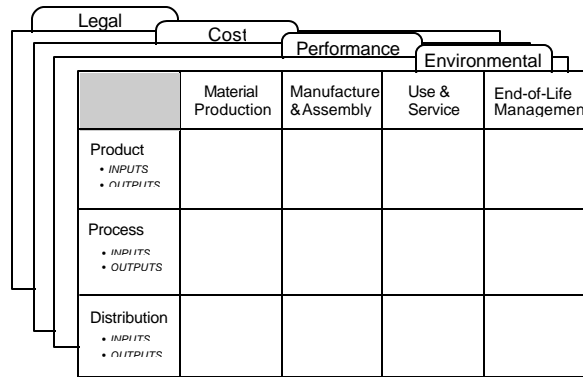 Legal
Cost
Performance
Environmental
Material
Production
Manufacture
& Assembly
Use &
Service
End-of-Life
Managemen
Product
• INPUTS
• OUTPUTS
Process
• INPUTS
• OUTPUTS
Distribution
• INPUTS
• OUTPUTS